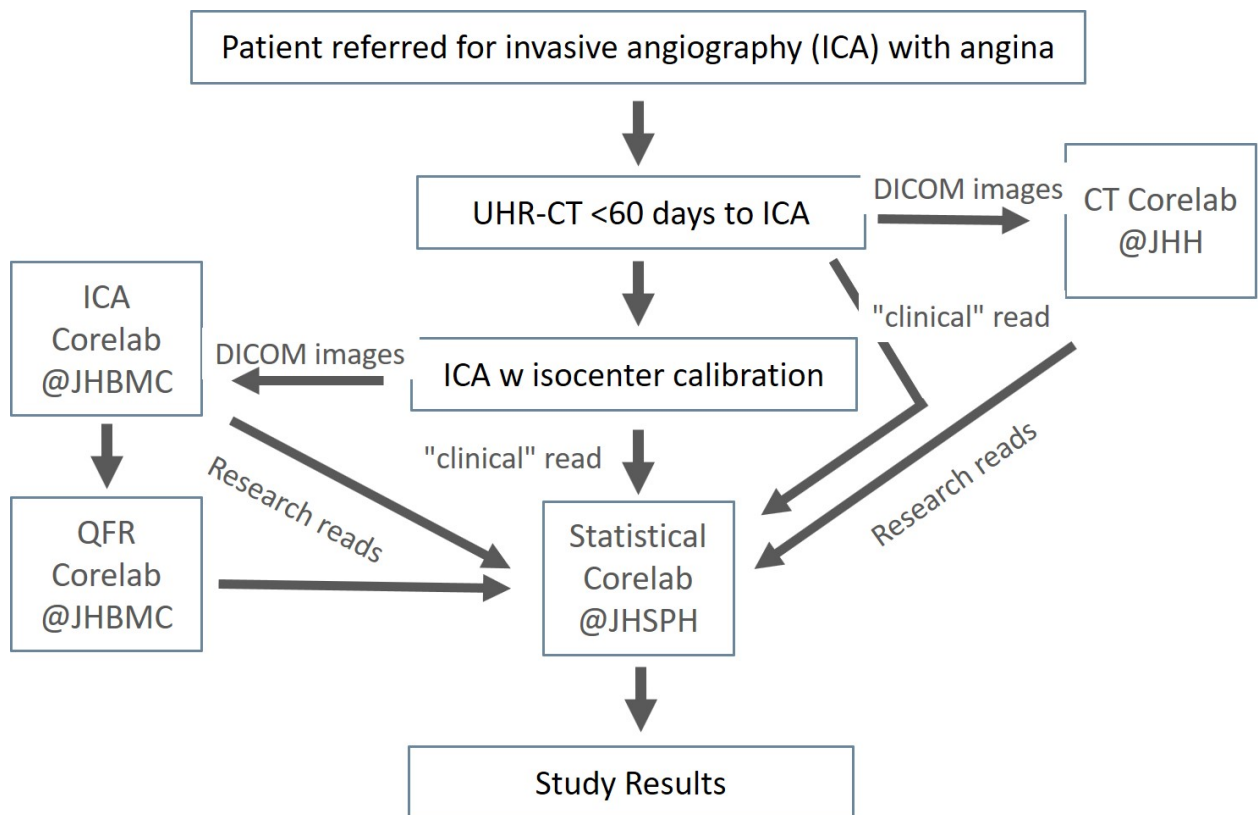 Patient referred for invasive angiography (ICA) with angina
UHR-CT <60 days to ICA
DICOM images
CT Corelab
@JHH
"clinical" read
ICA
Corelab
@JHBMC
DICOM images
ICA w isocenter calibration
"clinical" read
Research reads
Research reads
QFR
Corelab
@JHBMC
Statistical
Corelab
@JHSPH
Study Results